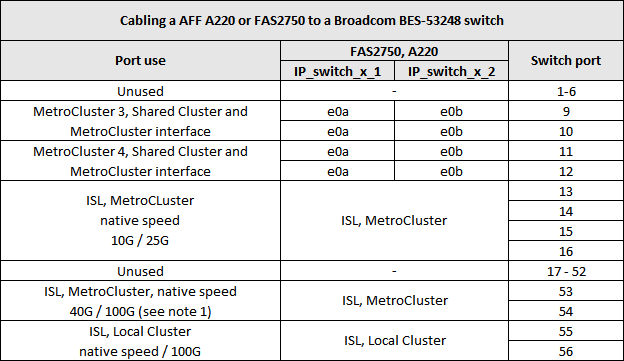 Cabling a AFF A220 or FAS2750 to a Broadcom BES-53248 switch
Port use
FAS2750, A220
Switch port
IP_switch_x_1
IP_switch_x_2
Unused
-
1-6
MetroCluster 3, Shared Cluster and
MetroCluster interface
e0a
e0b
9
e0a
e0b
10
MetroCluster 4, Shared Cluster and
MetroCluster interface
e0a
e0b
11
e0a
e0b
12
ISL, MetroCLuster
native speed
10G / 25G
ISL, MetroCluster
13
14
15
16
Unused
-
17 - 52
ISL, MetroCluster, native speed
40G / 100G (see note 1)
ISL, MetroCluster
53
54
ISL, Local Cluster
native speed / 100G
ISL, Local Cluster
55
56